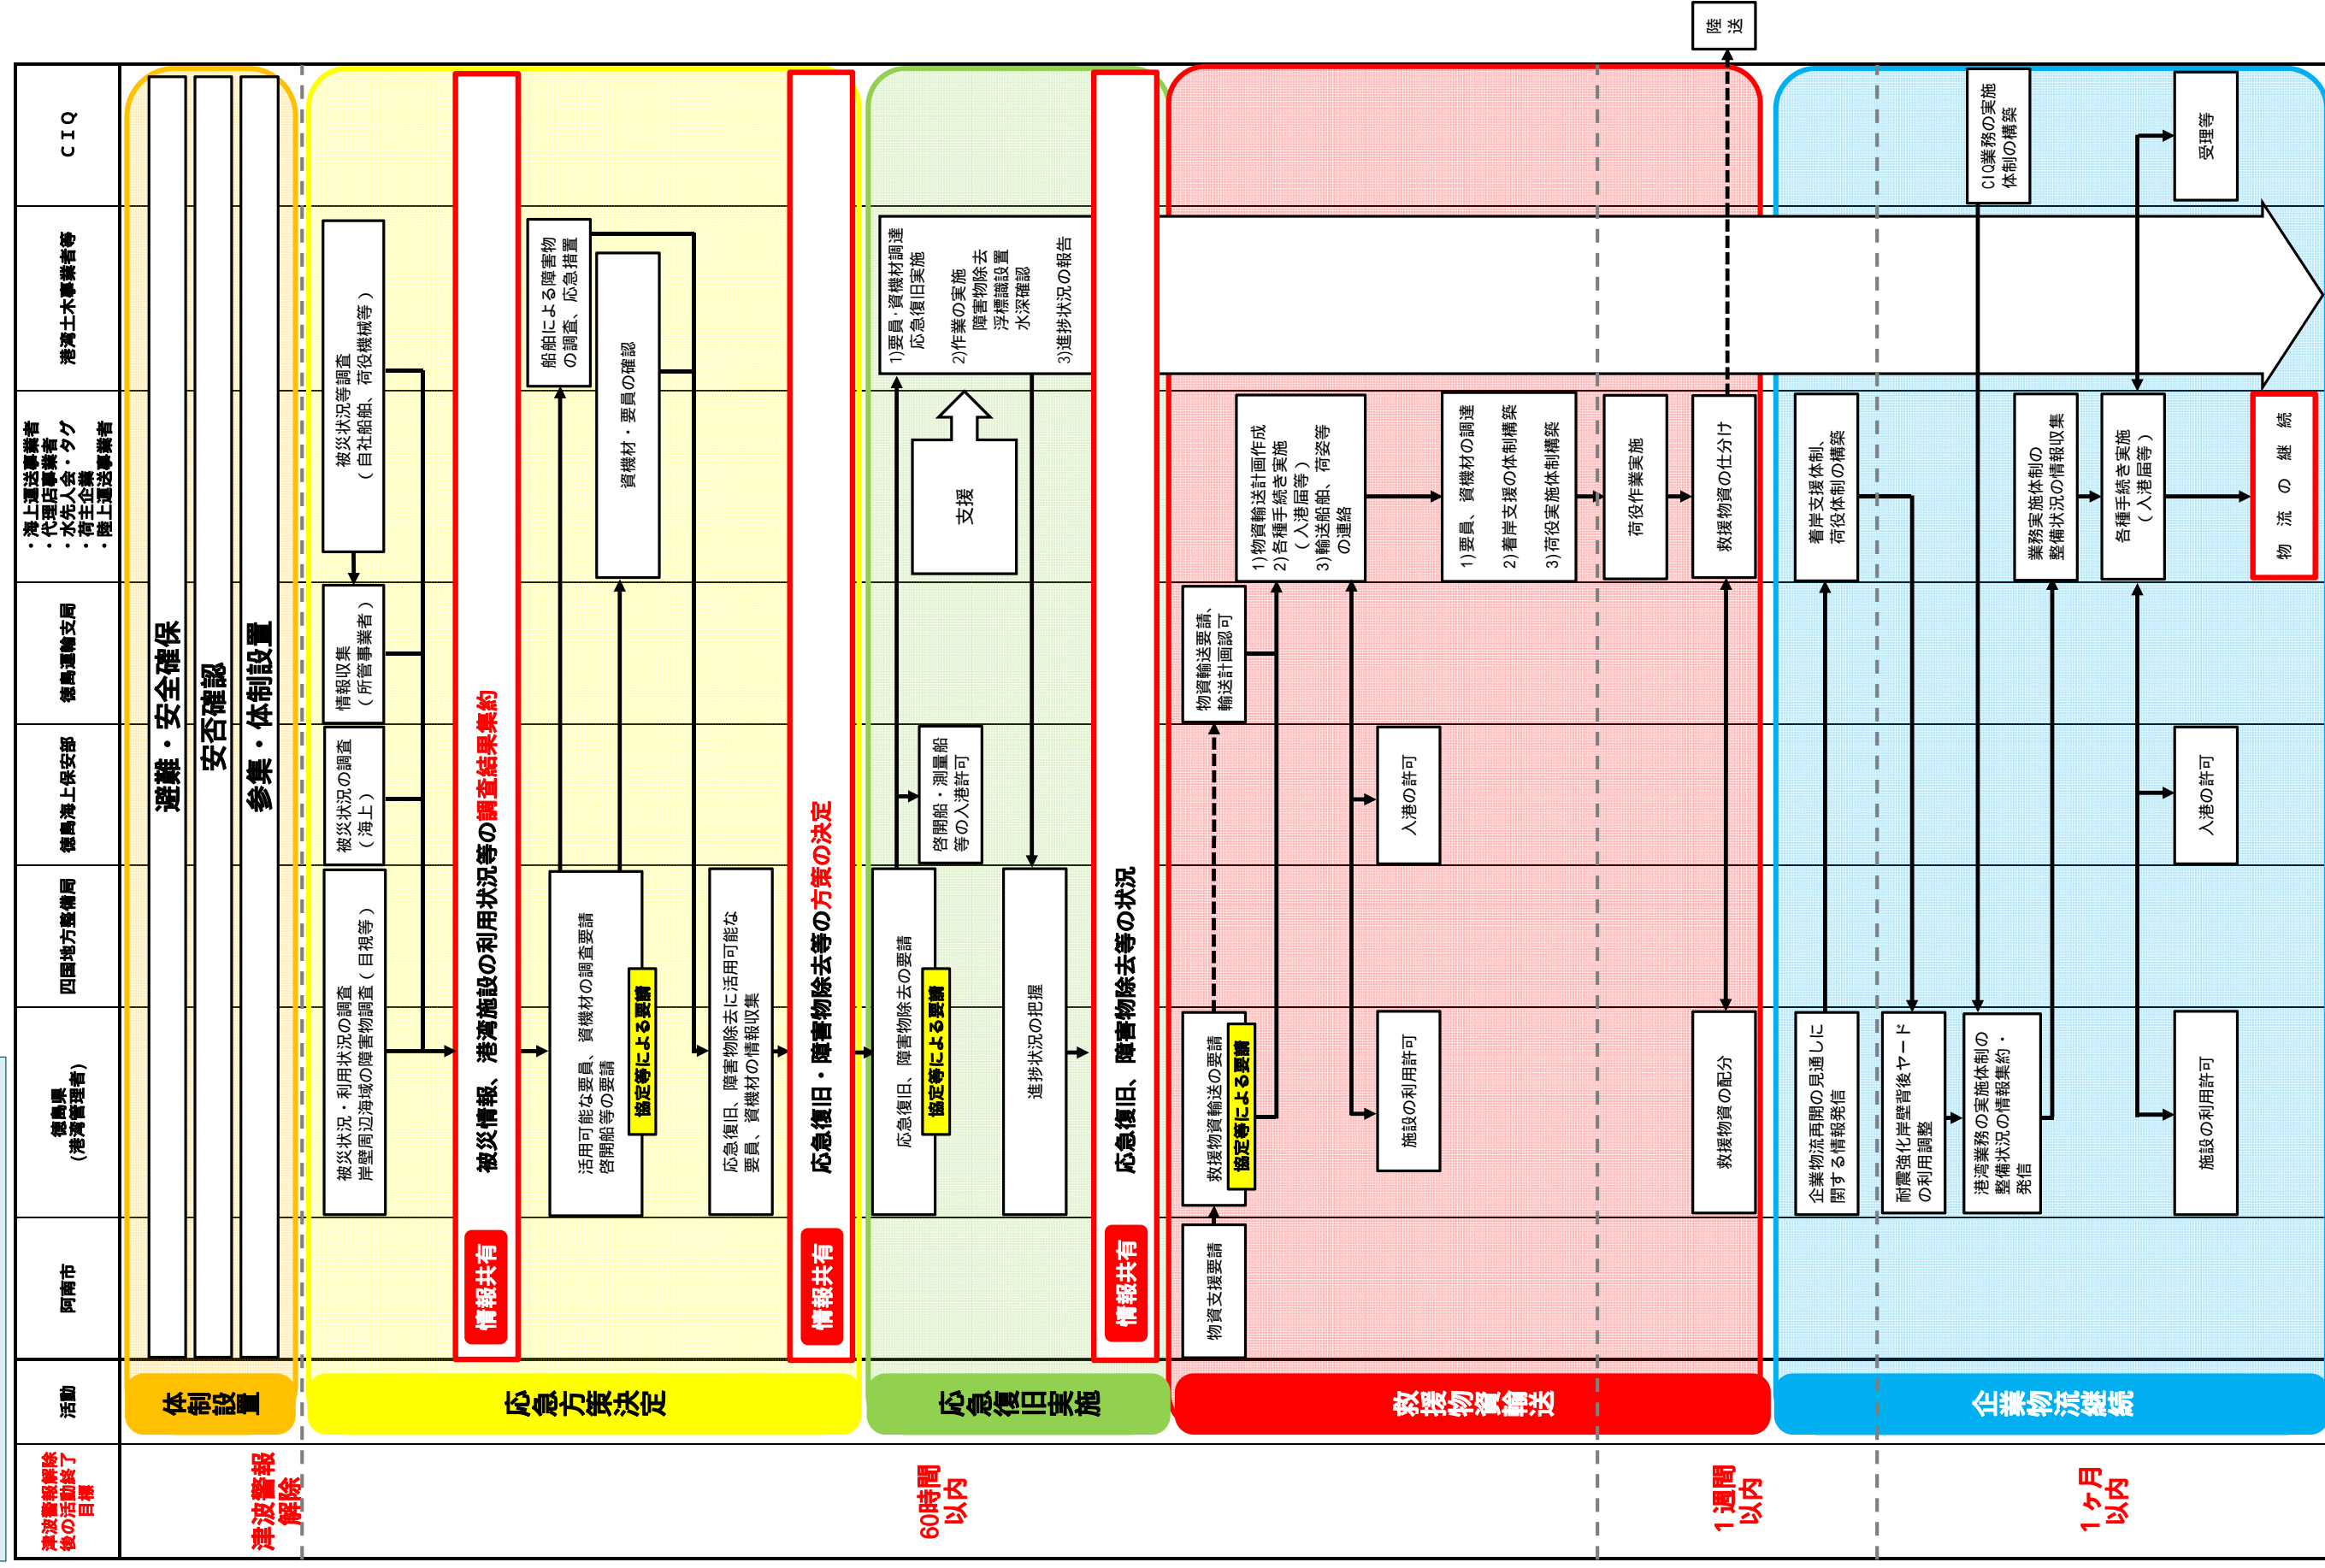 津波警報解除
後の活動終了
目標
活動
阿南市
徳島県
(港湾管理者)
四国地方整備局
徳島海上保安部
徳島運輸支局
・海上運送事業者
・代理店事業者
・水先人会・タグ
・荷主企業
・陸上運送事業者
港湾土木事業者等
ＣＩＱ
津波警報
解除
60時間
以内
１週間
以内
１ヶ月
以内
体制設置
避難・安全確保
安否確認
参集・体制設置
応急方策決定
被災状況・利用状況の調査
岸壁周辺海域の障害物調査(目視等)
被災状況の調査
(海上)
情報収集
(所管事業者)
被災状況等調査
(自社船舶、荷役機械等)
情報共有
被災情報、港湾施設の利用状況等の調査結果集約
活用可能な要員、資機材の調査要請
啓開船等の要請
協定等による要請
船舶による障害物
の調査、応急措置
資機材・要員の確認
応急復旧、障害物除去に活用可能な
要員、資機材の情報収集
情報共有
応急復旧・障害物除去等の方策の決定
応急復旧実施
応急復旧、障害物除去の要請
協定等による要請
啓開船・測量船
等の入港許可
支援
1)要員・資機材調達
応急復旧実施
2)作業の実施
障害物除去
浮標識設置
水深確認
3)進捗状況の報告
進捗状況の把握
情報共有
応急復旧、障害物除去等の状況
救援物資輸送
物資支援要請
救援物資輸送の要請
協定等による要請
物資輸送要請、
輸送計画認可
1)物資輸送計画作成
2)各種手続き実施
(入港届等)
3)輸送船舶、荷姿等
の連絡
施設の利用許可
入港の許可
1)要員、資機材の調達
2)着岸支援の体制構築
3)荷役実施体制構築
荷役作業実施
救援物資の配分
救援物資の仕分け
陸
送
企業物流継続
企業物流再開の見通しに
関する情報発信
着岸支援体制、
荷役体制の構築
耐震強化岸壁背後ヤード
の利用調整
港湾業務の実施体制の
整備状況の情報集約・
発信
CIQ業務の実施
体制の構築
業務実施体制の
整備状況の情報収集
各種手続き実施
(入港届等)
施設の利用許可
入港の許可
受理等
物流の継続